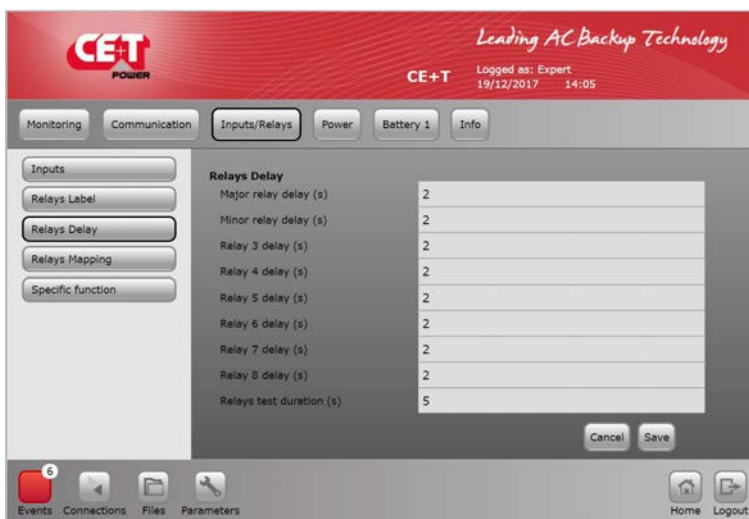 CE+T
POWER
Leading AC Backup Technology
CE+T
Logged as: Expert
19/12/2017 14:05
Monitoring Communication Inputs/Relays Power Battery 1 Info
Inputs
Relays Label
Relays Delay
Relays Mapping
Specific function
Relays Delay
Major relay delay (s) 2
Minor relay delay (s) 2
Relay 3 delay (s) 2
Relay 4 delay (s) 2
Relay 5 delay (s) 2
Relay 6 delay (s) 2
Relay 7 delay (s) 2
Relay 8 delay (s) 2
Relays test duration (s) 5
Cancel Save
6
Events Connections Files Parameters Home Logout